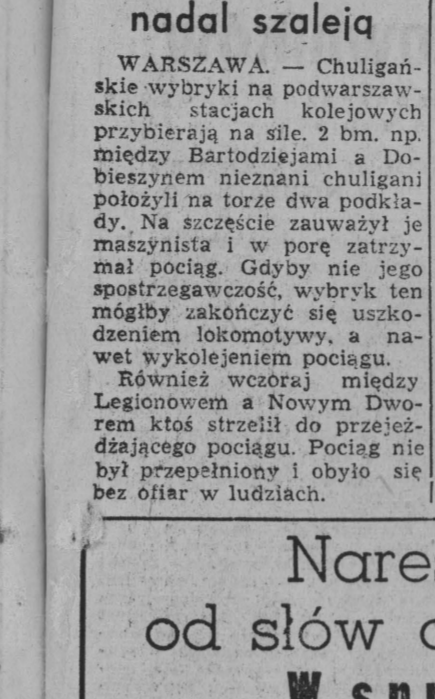 nadal szaleją
WARSZAWA. — Chuligań-
skie wybryki na podwarszaw-
skich stacjach kolejowych
przybierają na sile. 2 bm. np.
między Bartodziejami a Do-
bieszynem nieznani chuligani
położyli na torze dwa podkła-
dy. Na szczęście zauważył je
maszynista i w porę zatrzy-
mał pociąg. Gdyby nie jego
spostrzegawczość, wybryk ten
mógłby zakończyć się uszko-
dzeniem lokomotywy, a na-
wet wykolejeniem pociągu.
Również wczoraj między
Legionowem a Nowym Dwo-
rem ktoś strzelił do przejeż-
dżającego pociągu. Pociąg nie
był przepełniony i obyło się
bez ofiar w ludziach.
Nare
od słów
W spr